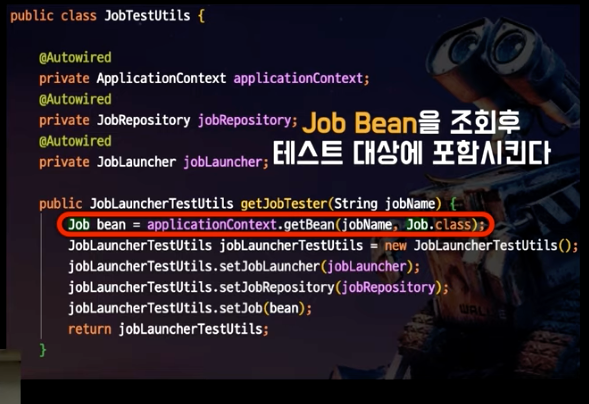 public class JobTestUtils {
@Autowired
private ApplicationContext applicationContext;
@Autowired
private JobRepository jobRepository;
@Autowired
private JobLauncher jobLauncher;
Job Bean을 조회후
테스트 대상에 포함시킨다
public JobLauncherTestUtils getJobTester(String jobName) {
Job bean = applicationContext.getBean(jobName, Job.class);
JobLauncherTestUtils jobLauncherTestUtils = new JobLauncherTestUtils();
jobLauncherTestUtils.setJobLauncher(jobLauncher);
jobLauncherTestUtils.setJobRepository(jobRepository);
jobLauncherTestUtils.setJob(bean);
return jobLauncherTestUtils;
}